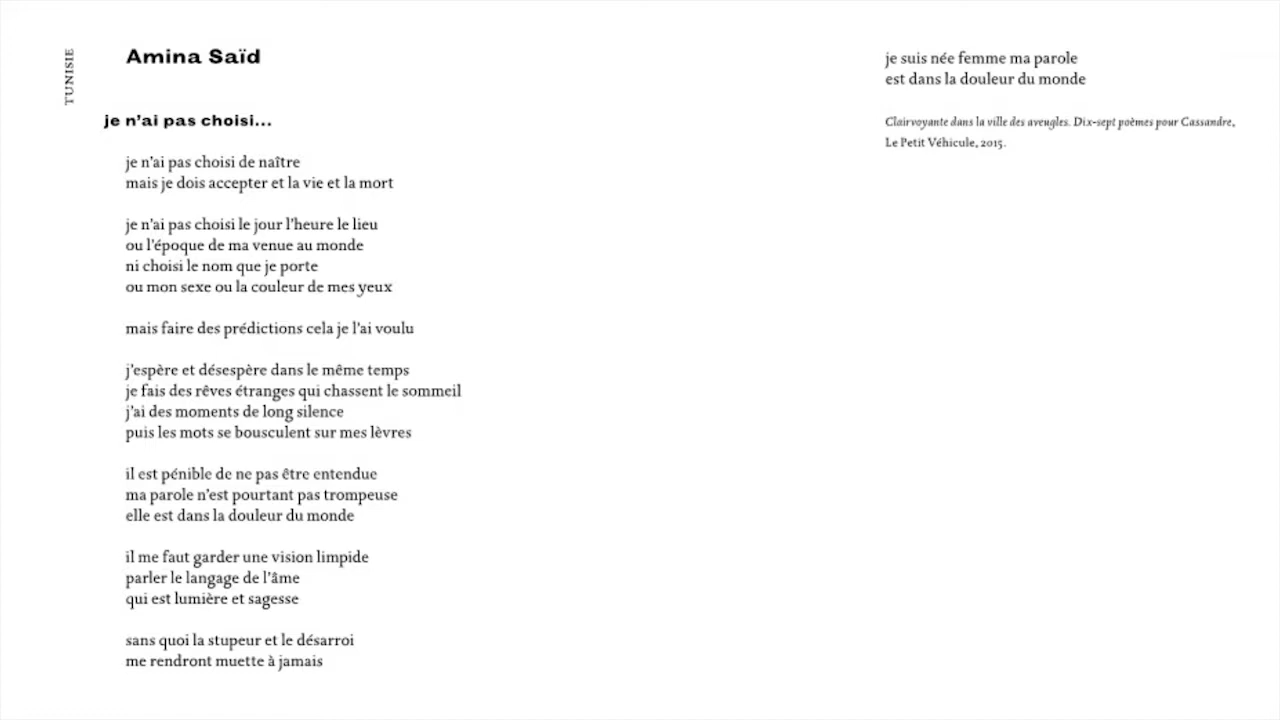 TUNISIE
Amina Saïd
je n'ai pas choisi...
je n'ai pas choisi de naître
mais je dois accepter et la vie et la mort
je n'ai pas choisi le jour l'heure le lieu
ou l'époque de ma venue au monde
ni choisi le nom que je porte
ou mon sexe ou la couleur de mes yeux
mais faire des prédictions cela je l'ai voulu
j'espère et désespère dans le même temps
je fais des rêves étranges qui chassent le sommeil
j'ai des moments de long silence
puis les mots se bousculent sur mes lèvres
il est pénible de ne pas être entendue
ma parole n'est pourtant pas trompeuse
elle est dans la douleur du monde
il me faut garder une vision limpide
parler le langage de l'âme
qui est lumière et sagesse
sans quoi la stupeur et le désarroi
me rendront muette à jamais
je suis née femme ma parole
est dans la douleur du monde
Clairvoyante dans la ville des aveugles. Dix-sept poèmes pour Cassandre,
Le Petit Véhicule, 2015.